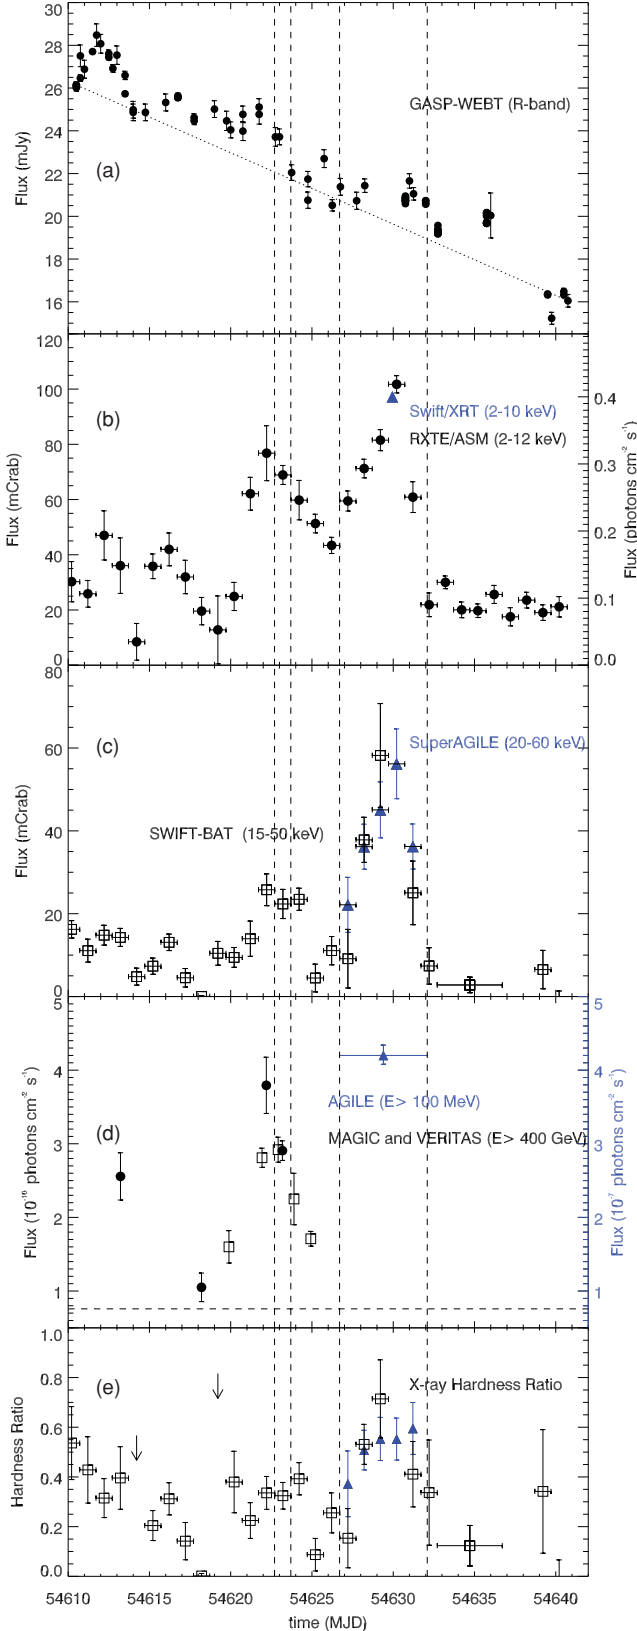 30
28
26
24
22
20
18
16
Flux (mJy)
(a)
GASP-WEBT (R-band)
120
100
80
60
40
20
0
Flux (mCrab)
(b)
Swift/XRT (2-10 keV)
RXTE/ASM (2-12 keV)
0.4
0.3
0.2
0.1
0.0
Flux (photons cm⁻² s⁻¹)
80
60
40
20
0
Flux (mCrab)
(c)
SuperAGILE (20-60 keV)
SWIFT-BAT (15-50 keV)
5
4
3
2
1
Flux (10⁻¹⁶ photons cm⁻² s⁻¹)
(d)
AGILE (E> 100 MeV)
MAGIC and VERITAS (E> 400 GeV)
5
4
3
2
1
Flux (10⁻⁷ photons cm⁻² s⁻¹)
1.0
0.8
0.6
0.4
0.2
0.0
Hardness Ratio
(e)
X-ray Hardness Ratio
54610 54615 54620 54625 54630 54635 54640
time (MJD)